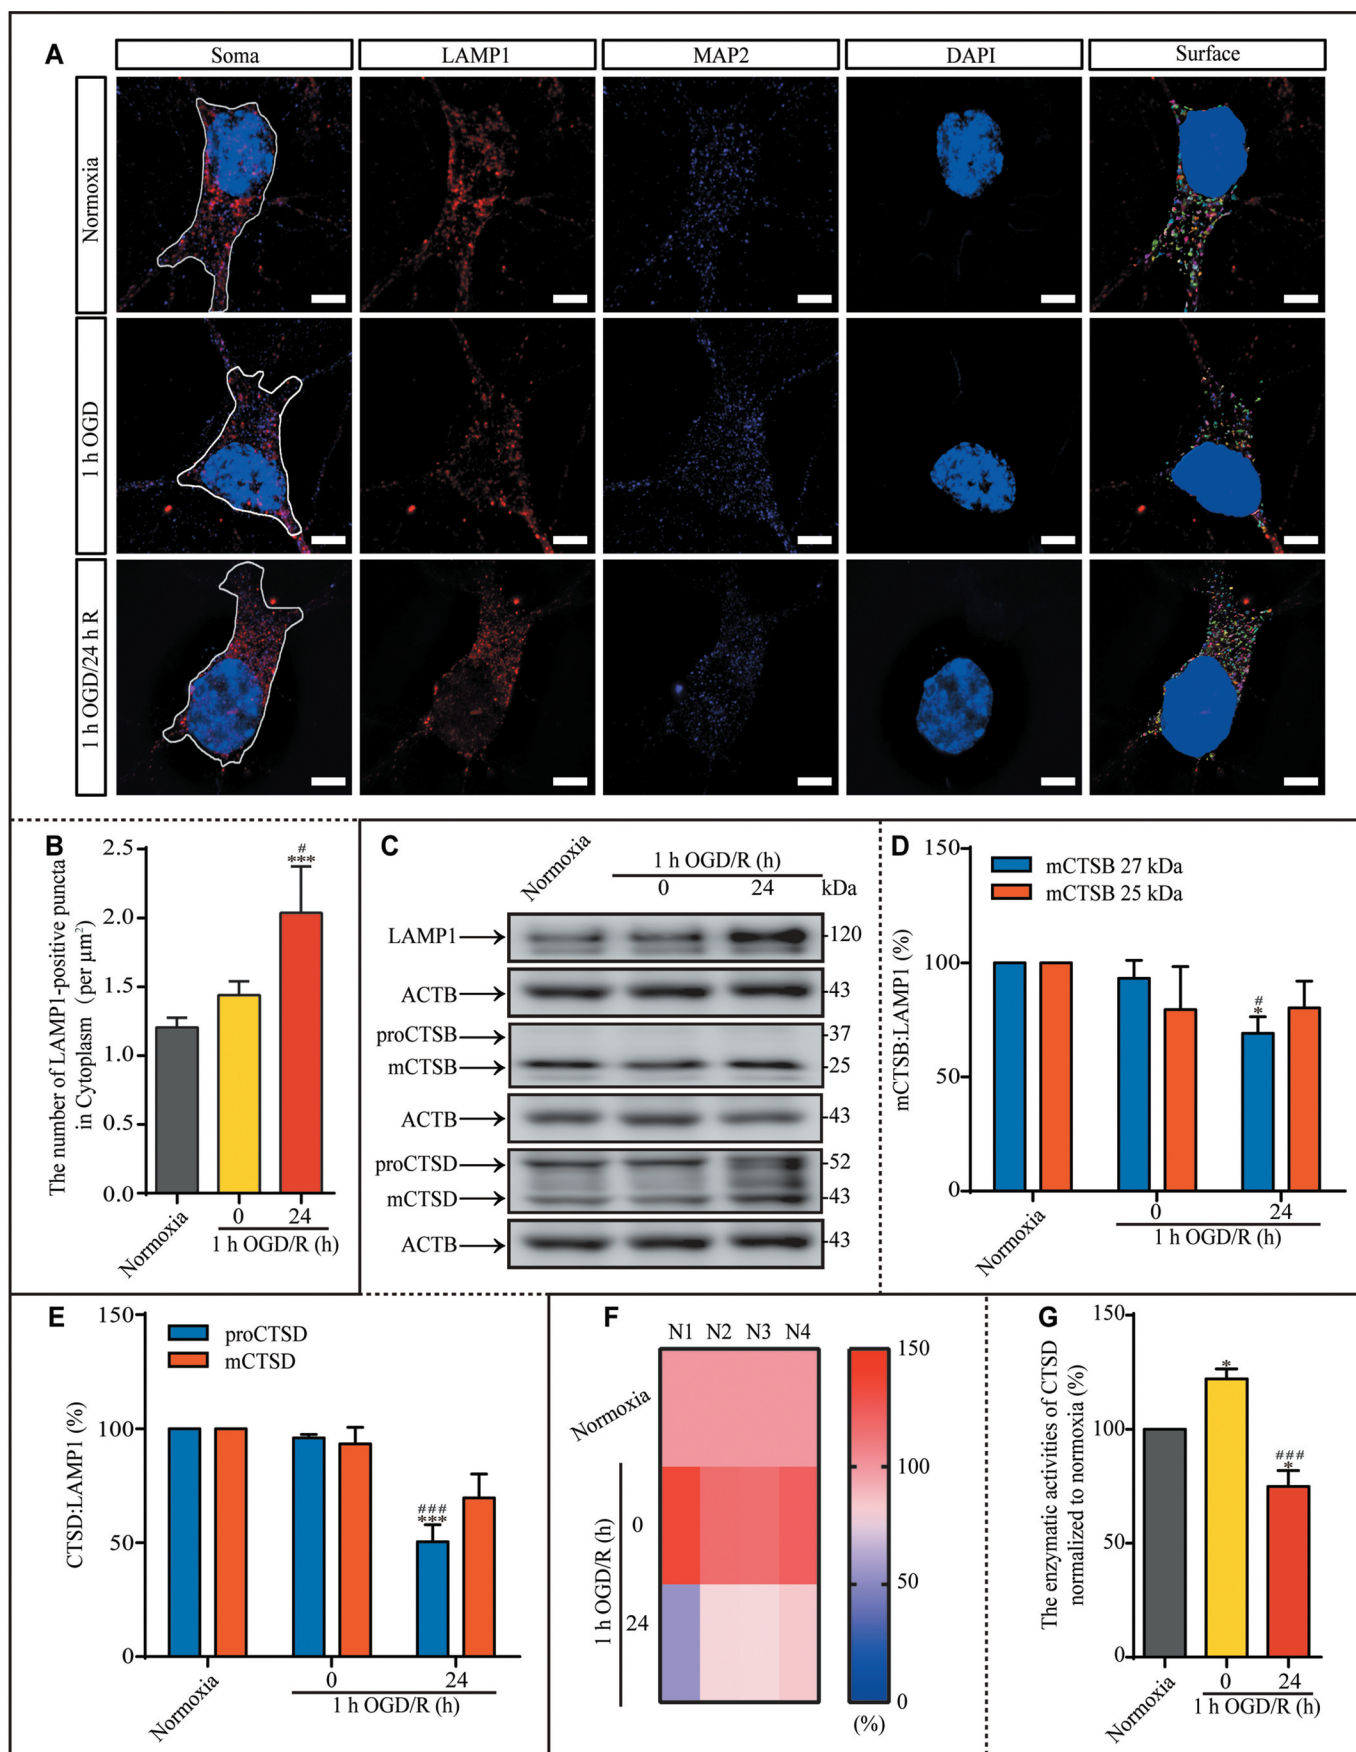 A
Soma
LAMP1
MAP2
DAPI
Surface
Normoxia
1 h OGD
1 h OGD/24 h R
B
The number of LAMP1-positive puncta
in Cytoplasm (per μm²)
2.5
2.0
1.5
1.0
0.5
0.0
#
***
Normoxia
0
24
1 h OGD/R (h)
C
Normoxia
1 h OGD/R (h)
0
24
kDa
LAMP1
120
ACTB
43
proCTSB
37
mCTSB
25
ACTB
43
proCTSD
52
mCTSD
43
ACTB
43
D
mCTSB:LAMP1 (%)
150
100
50
0
mCTSB 27 kDa
mCTSB 25 kDa
#
*
Normoxia
0
24
1 h OGD/R (h)
E
CTSD:LAMP1 (%)
150
100
50
0
proCTSD
mCTSD
###
***
Normoxia
0
24
1 h OGD/R (h)
F
N1 N2 N3 N4
Normoxia
0
24
1 h OGD/R (h)
150
100
50
0
(%)
G
The enzymatic activities of CTSD
normalized to normoxia (%)
150
100
50
0
*
###
*
Normoxia
0
24
1 h OGD/R (h)